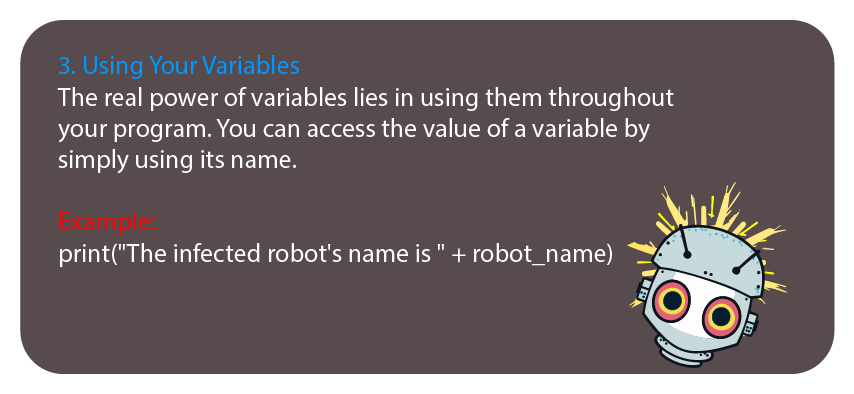 3. Using Your Variables
The real power of variables lies in using them throughout
your program. You can access the value of a variable by
simply using its name.
Example:
print("The infected robot's name is " + robot_name)